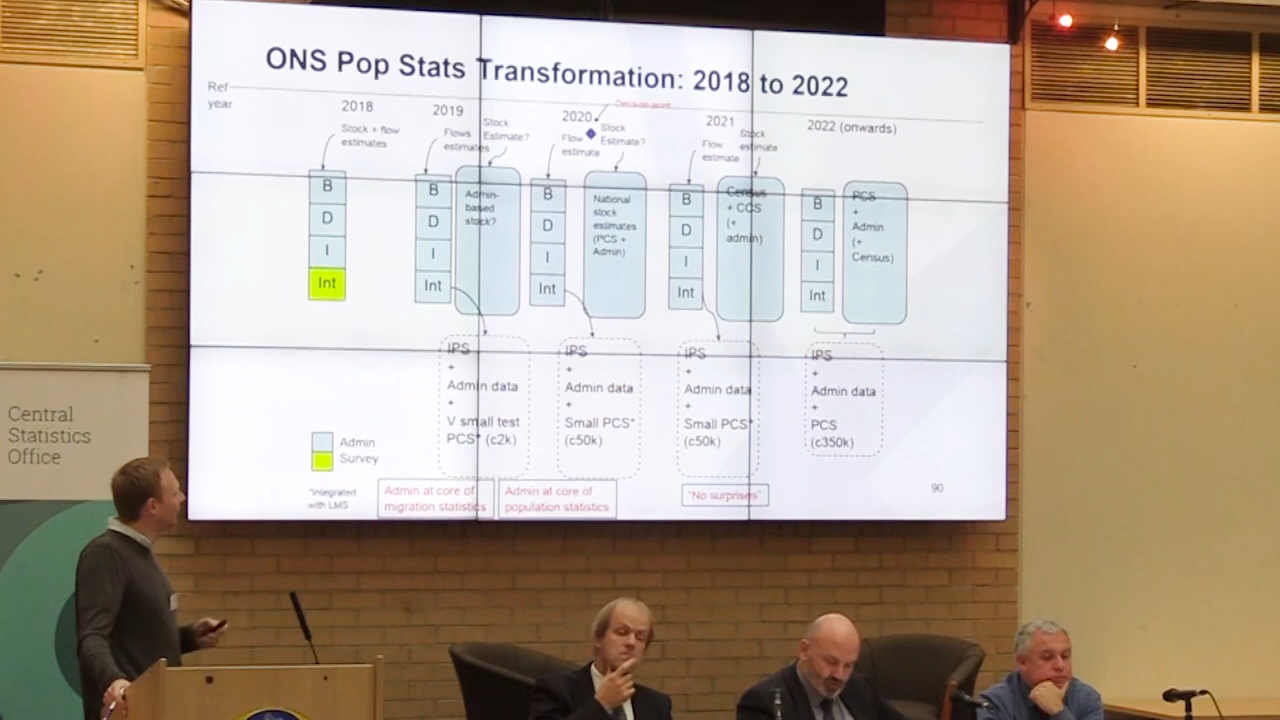 ONS Pop Stats Transformation: 2018 to 2022
Ref
year
2018
2019
2020
2021
2022 (onwards)
Decision point
Stock + flow
estimates
Flows
estimates
Stock
Estimate?
Flow
estimate
Stock
Estimate?
Flow
estimate
Stock
estimate
B
D
I
Int
B
D
I
Int
Admin-
based
stock?
B
D
I
Int
National
stock
estimates
(PCS +
Admin)
B
D
I
Int
Census
+ CCS
(+
admin)
B
D
I
Int
PCS
+
Admin
(+
Census)
IPS
+
Admin data
+
V small test
PCS* (c2k)
IPS
+
Admin data
+
Small PCS*
(c50k)
IPS
+
Admin data
+
Small PCS*
(c50k)
IPS
+
Admin data
+
PCS
(c350k)
Admin
Survey
*Integrated
with LMS
Admin at core of
migration statistics
Admin at core of
population statistics
"No surprises"
90
Central
Statistics
Office